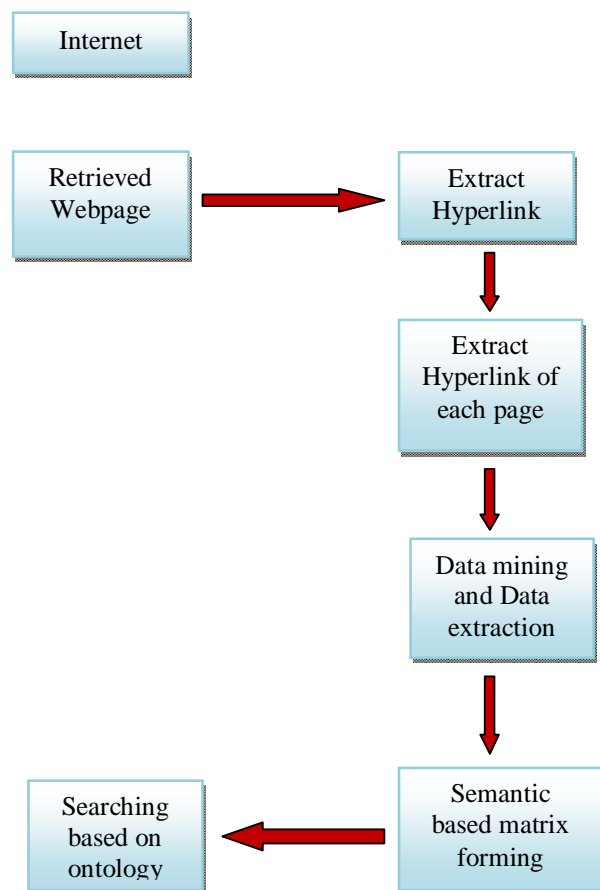 Internet
Retrieved
Webpage
Extract
Hyperlink
Extract
Hyperlink of
each page
Data mining
and Data
extraction
Semantic
based matrix
forming
Searching
based on
ontology